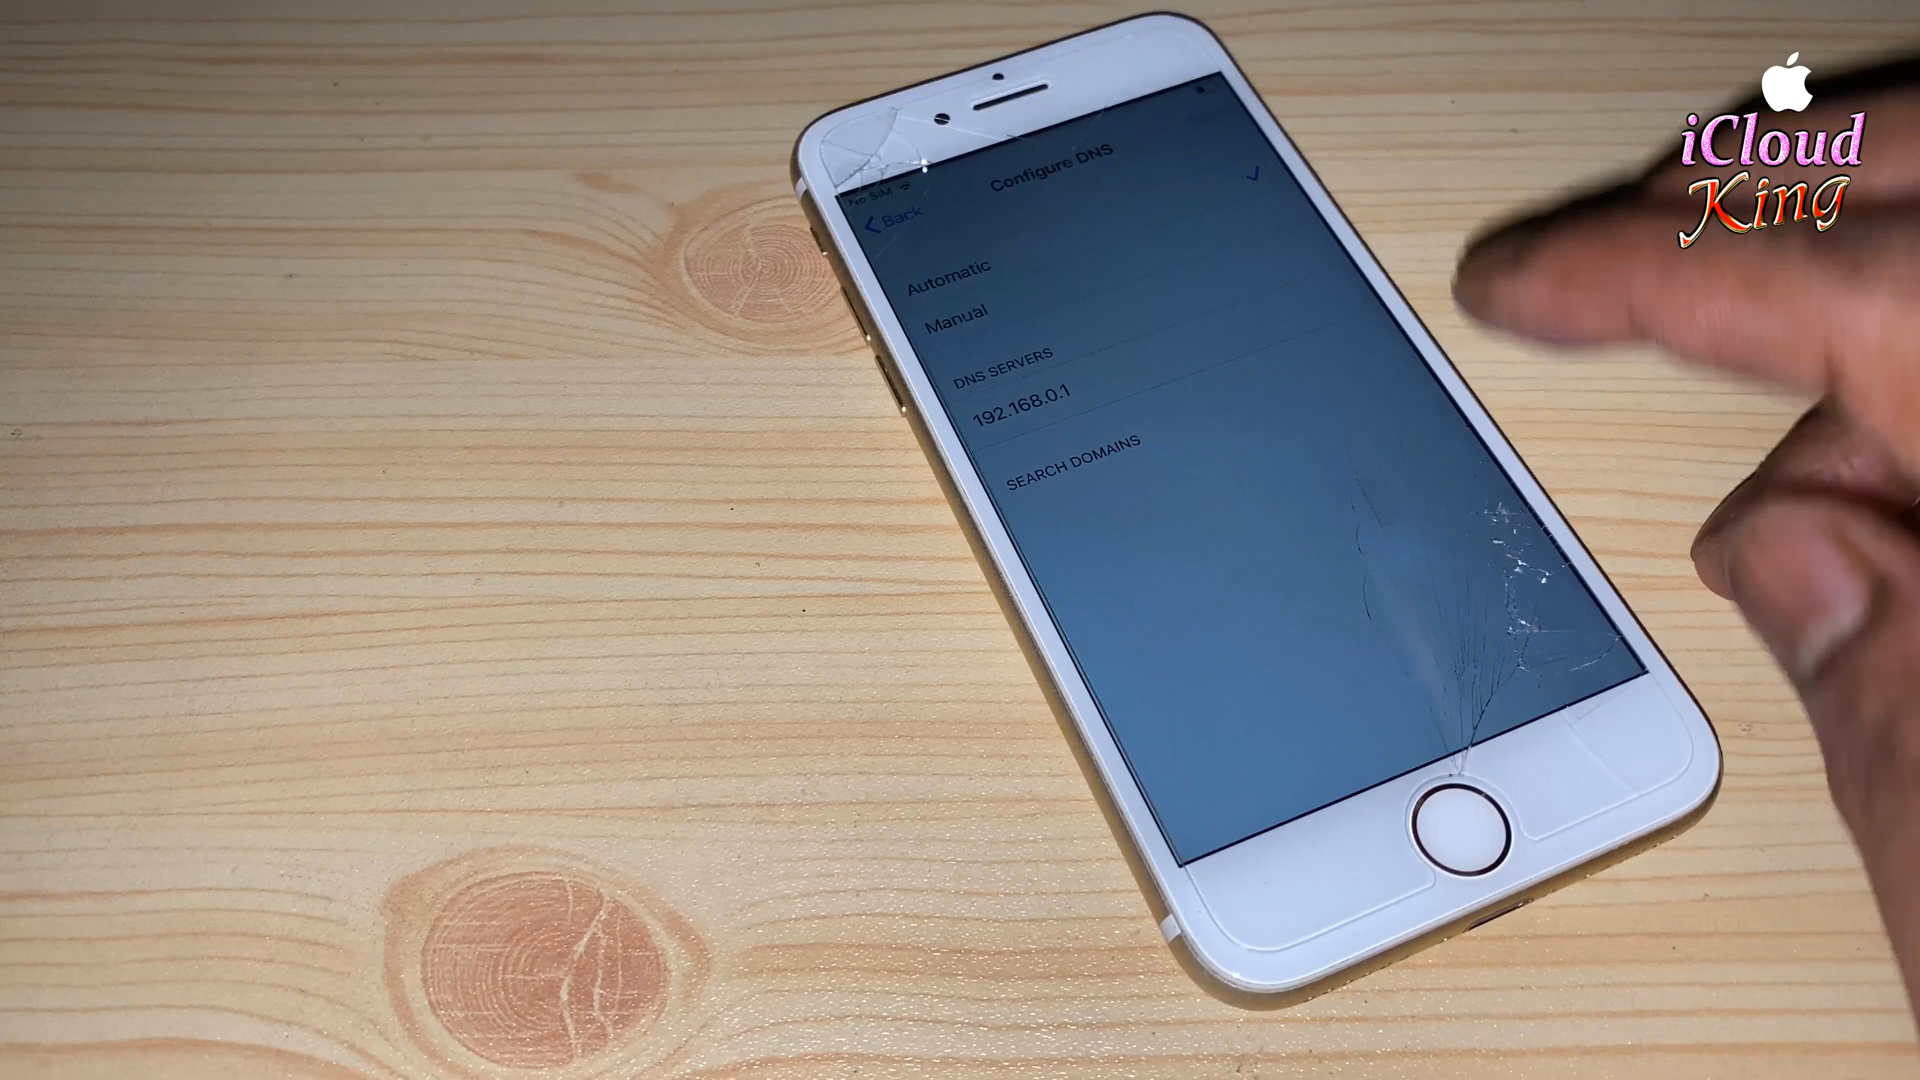 iCloud
King
No SIM
Configure DNS
Back
Automatic
Manual
DNS SERVERS
192.168.0.1
SEARCH DOMAINS